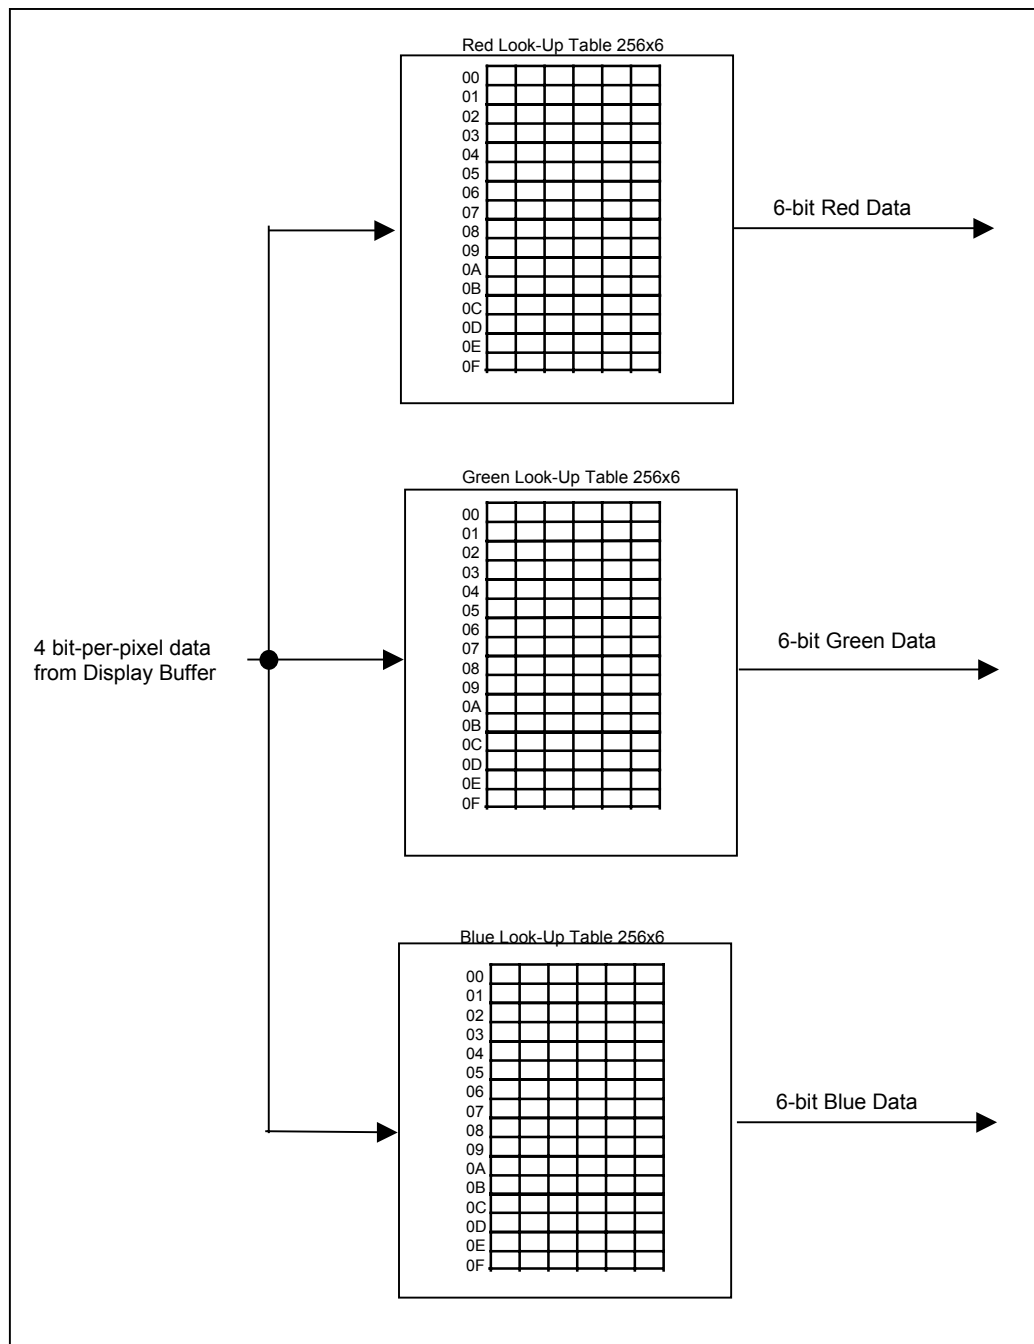 Red Look-Up Table 256x6
00
01
02
03
04
05
06
07
08
09
0A
0B
0C
0D
0E
0F
6-bit Red Data
Green Look-Up Table 256x6
00
01
02
03
04
05
06
07
08
09
0A
0B
0C
0D
0E
0F
4 bit-per-pixel data
from Display Buffer
6-bit Green Data
Blue Look-Up Table 256x6
00
01
02
03
04
05
06
07
08
09
0A
0B
0C
0D
0E
0F
6-bit Blue Data